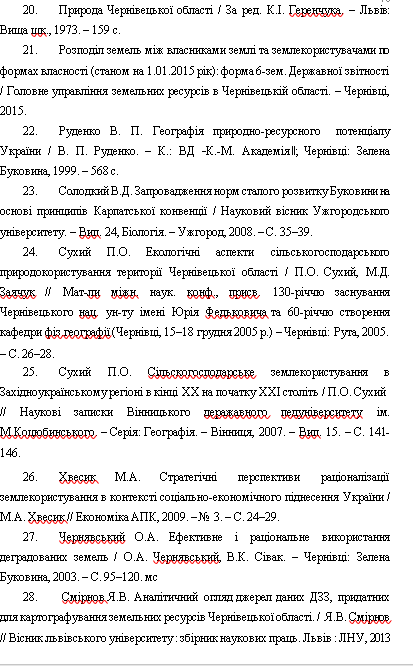 20. Природа Чернівецької області / За ред. К.І. Геренчука. – Львів:
Вища шк., 1973. – 159 с.
21. Розподіл земель між власниками землі та землекористувачами по
формах власності (станом на 1.01.2015 рік): форма 6-зем. Державної звітності
/ Головне управління земельних ресурсів в Чернівецькій області. – Чернівці,
2015.
22. Руденко В. П. Географія природно-ресурсного потенціалу
України / В. П. Руденко. – К.: ВД ‑К.-М. Академія‖; Чернівці: Зелена
Буковина, 1999. – 568 с.
23. Солодкий В.Д. Запровадження норм сталого розвитку Буковини на
основі принципів Карпатської конвенції / Науковий вісник Ужгородського
університету. – Вип. 24, Біологія. – Ужгород, 2008. – С. 35–39.
24. Сухий П.О. Екологічні аспекти сільськогосподарського
природокористування території Чернівецької області / П.О. Сухий, М.Д.
Заячук // Мат-ли міжн. наук. конф., присв. 130-річчю заснування
Чернівецького нац. ун-ту імені Юрія Федьковича та 60-річчю створення
кафедри фіз.географії (Чернівці, 15–18 грудня 2005 р.) – Чернівці: Рута, 2005.
– С. 26–28.
25. Сухий П.О. Сільскогосподарське землекористування в
Західноукраїнському регіоні в кінці ХХ на початку ХХІ століть / П.О. Сухий
// Наукові записки Вінницького деражавного педуніверситету ім.
М.Коцюбинського. – Серія: Географія. – Вінниця, 2007. – Вип. 15. – С. 141-
146.
26. Хвесик М.А. Стратегічні перспективи раціоналізації
землекористування в контексті соціально-економічного піднесення України /
М.А. Хвесик // Економіка АПК, 2009. – № 3. – С. 24–29.
27. Чернявський О.А. Ефективне і раціональне використання
деградованих земель / О.А. Чернявський, В.К. Сівак. – Чернівці: Зелена
Буковина, 2003. – С. 95–120. мс
28. Смірнов Я.В. Аналітичний огляд джерел даних ДЗЗ, придатних
для картографування земельних ресурсів Чернівецької області. / Я.В. Смірнов
// Вісник львівського університету : збірник наукових праць. Львів : ЛНУ, 2013